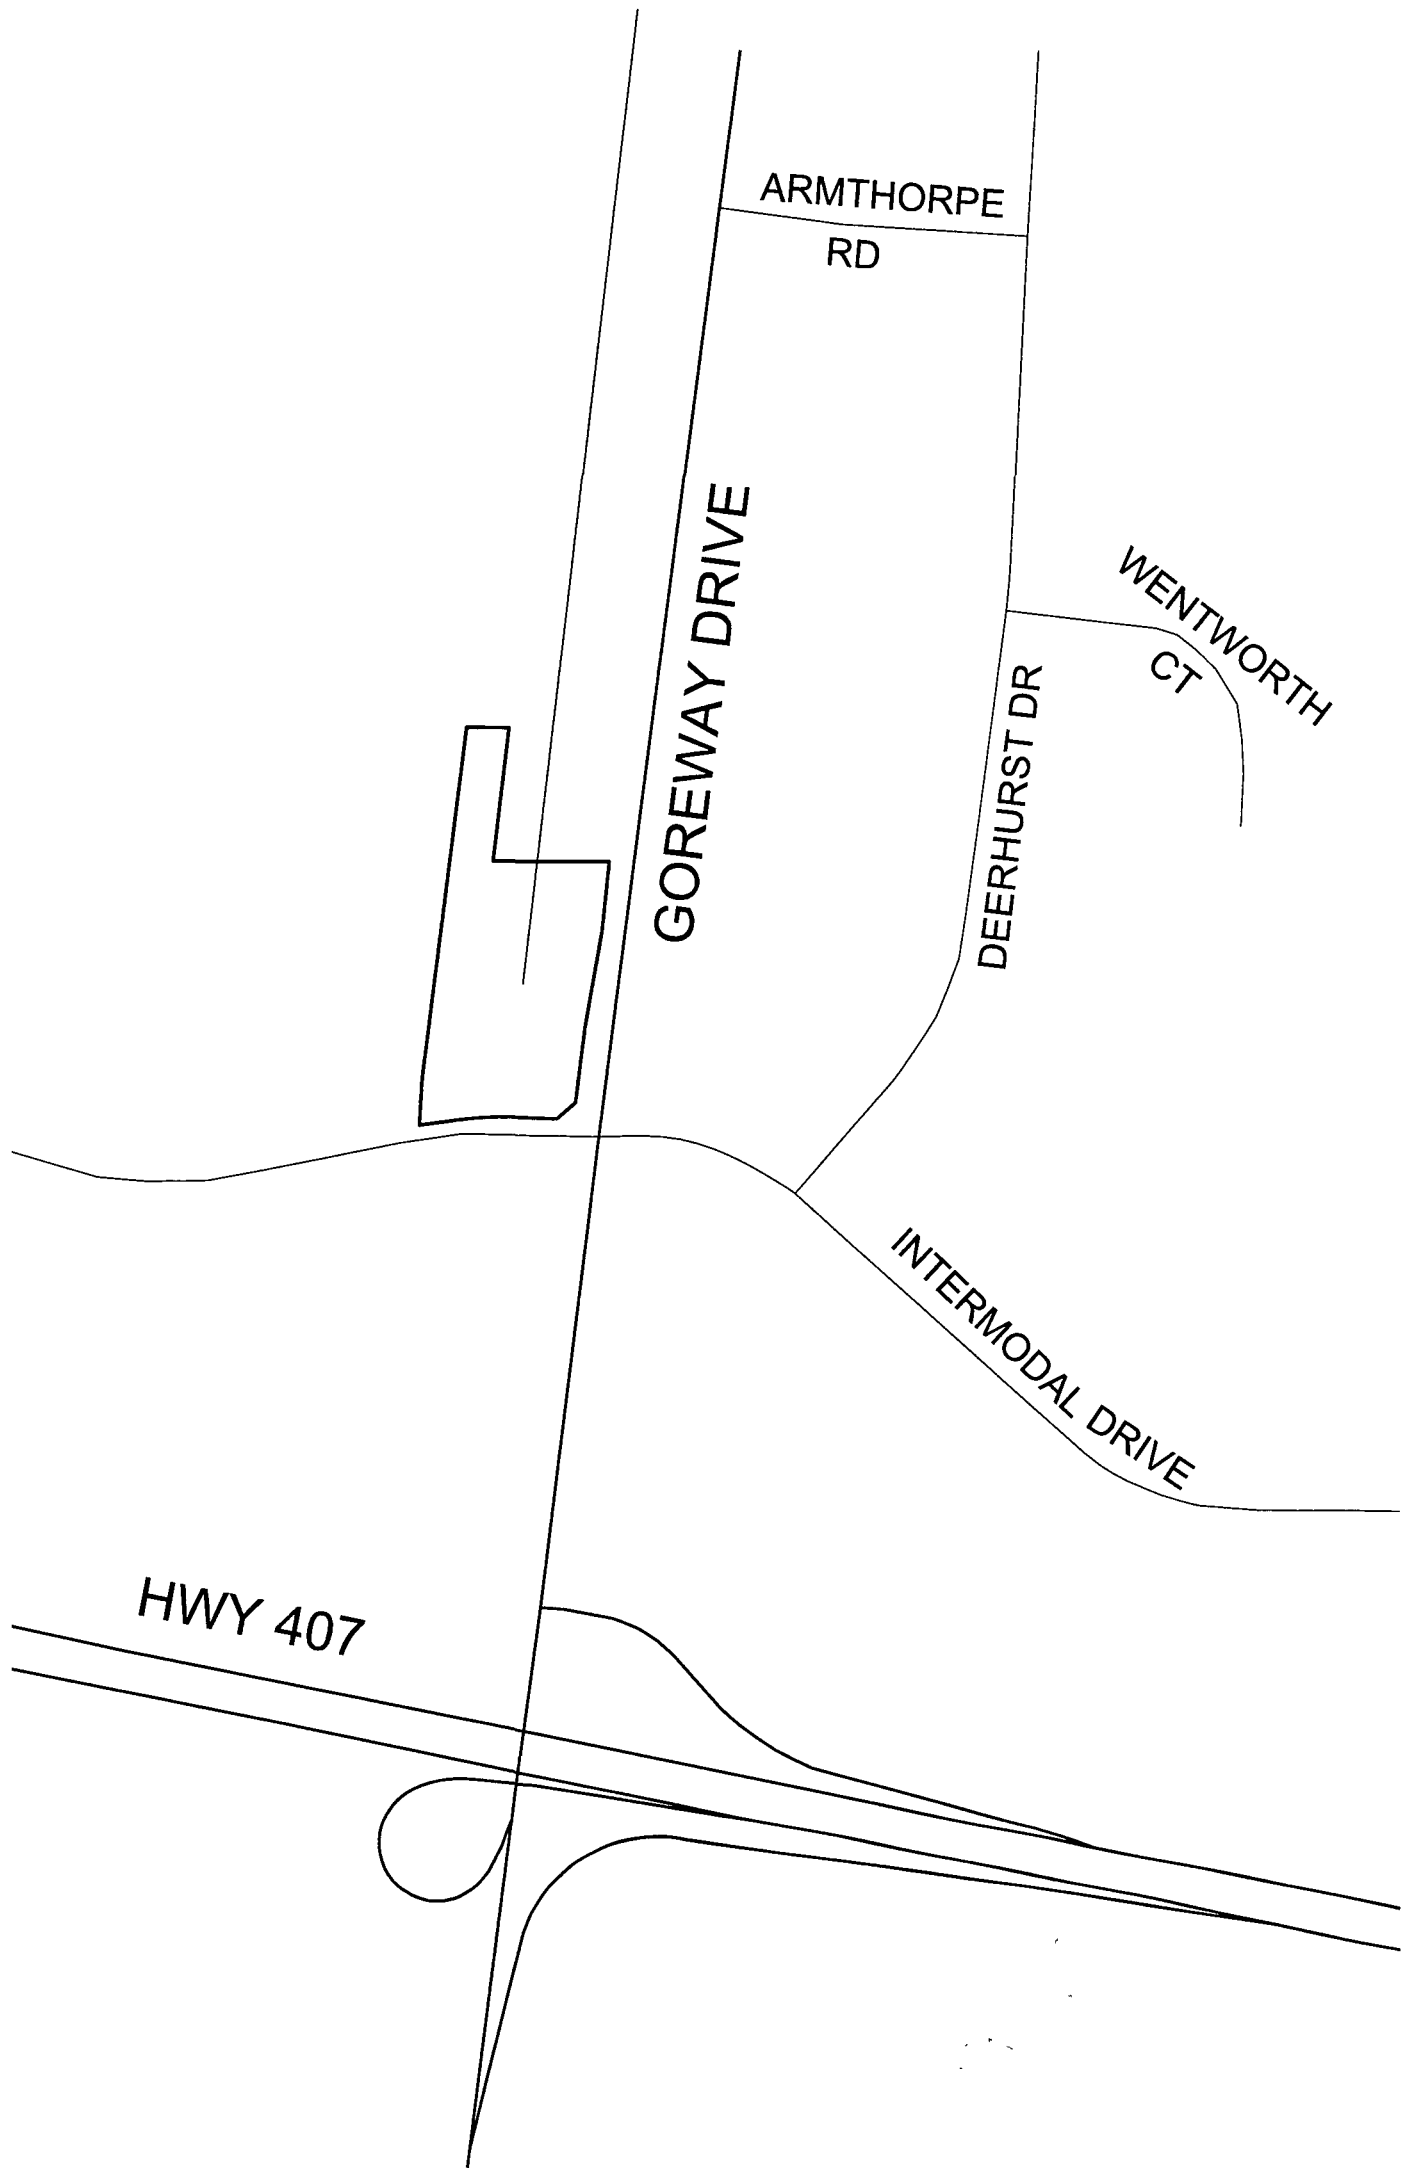 ARMTHORPE
RD
GOREWAY DRIVE
WENTWORTH
CT
DEERHURST DR
INTERMODAL DRIVE
HWY 407